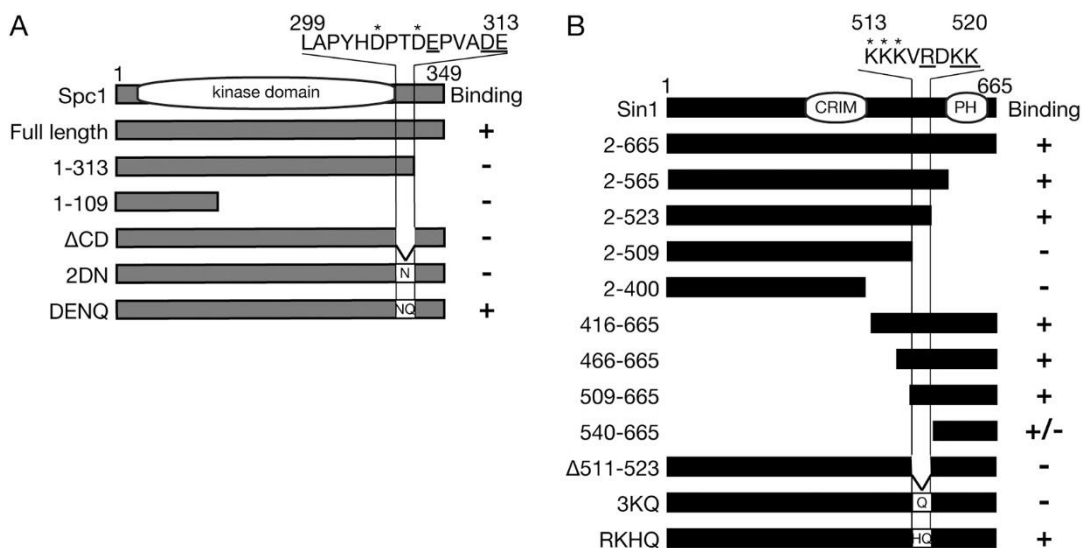 A
299 313
* *
LAPYHDPTDEPVADE
1 349
Spc1 kinase domain Binding
Full length +
1-313 -
1-109 -
ΔCD -
2DN N -
DENQ NQ +
B
513 520
* * *
KKKVRDKK
1 665
Sin1 CRIM PH Binding
2-665 +
2-565 +
2-523 +
2-509 -
2-400 -
416-665 +
466-665 +
509-665 +
540-665 +/-
Δ511-523 -
3KQ Q -
RKHQ HQ +